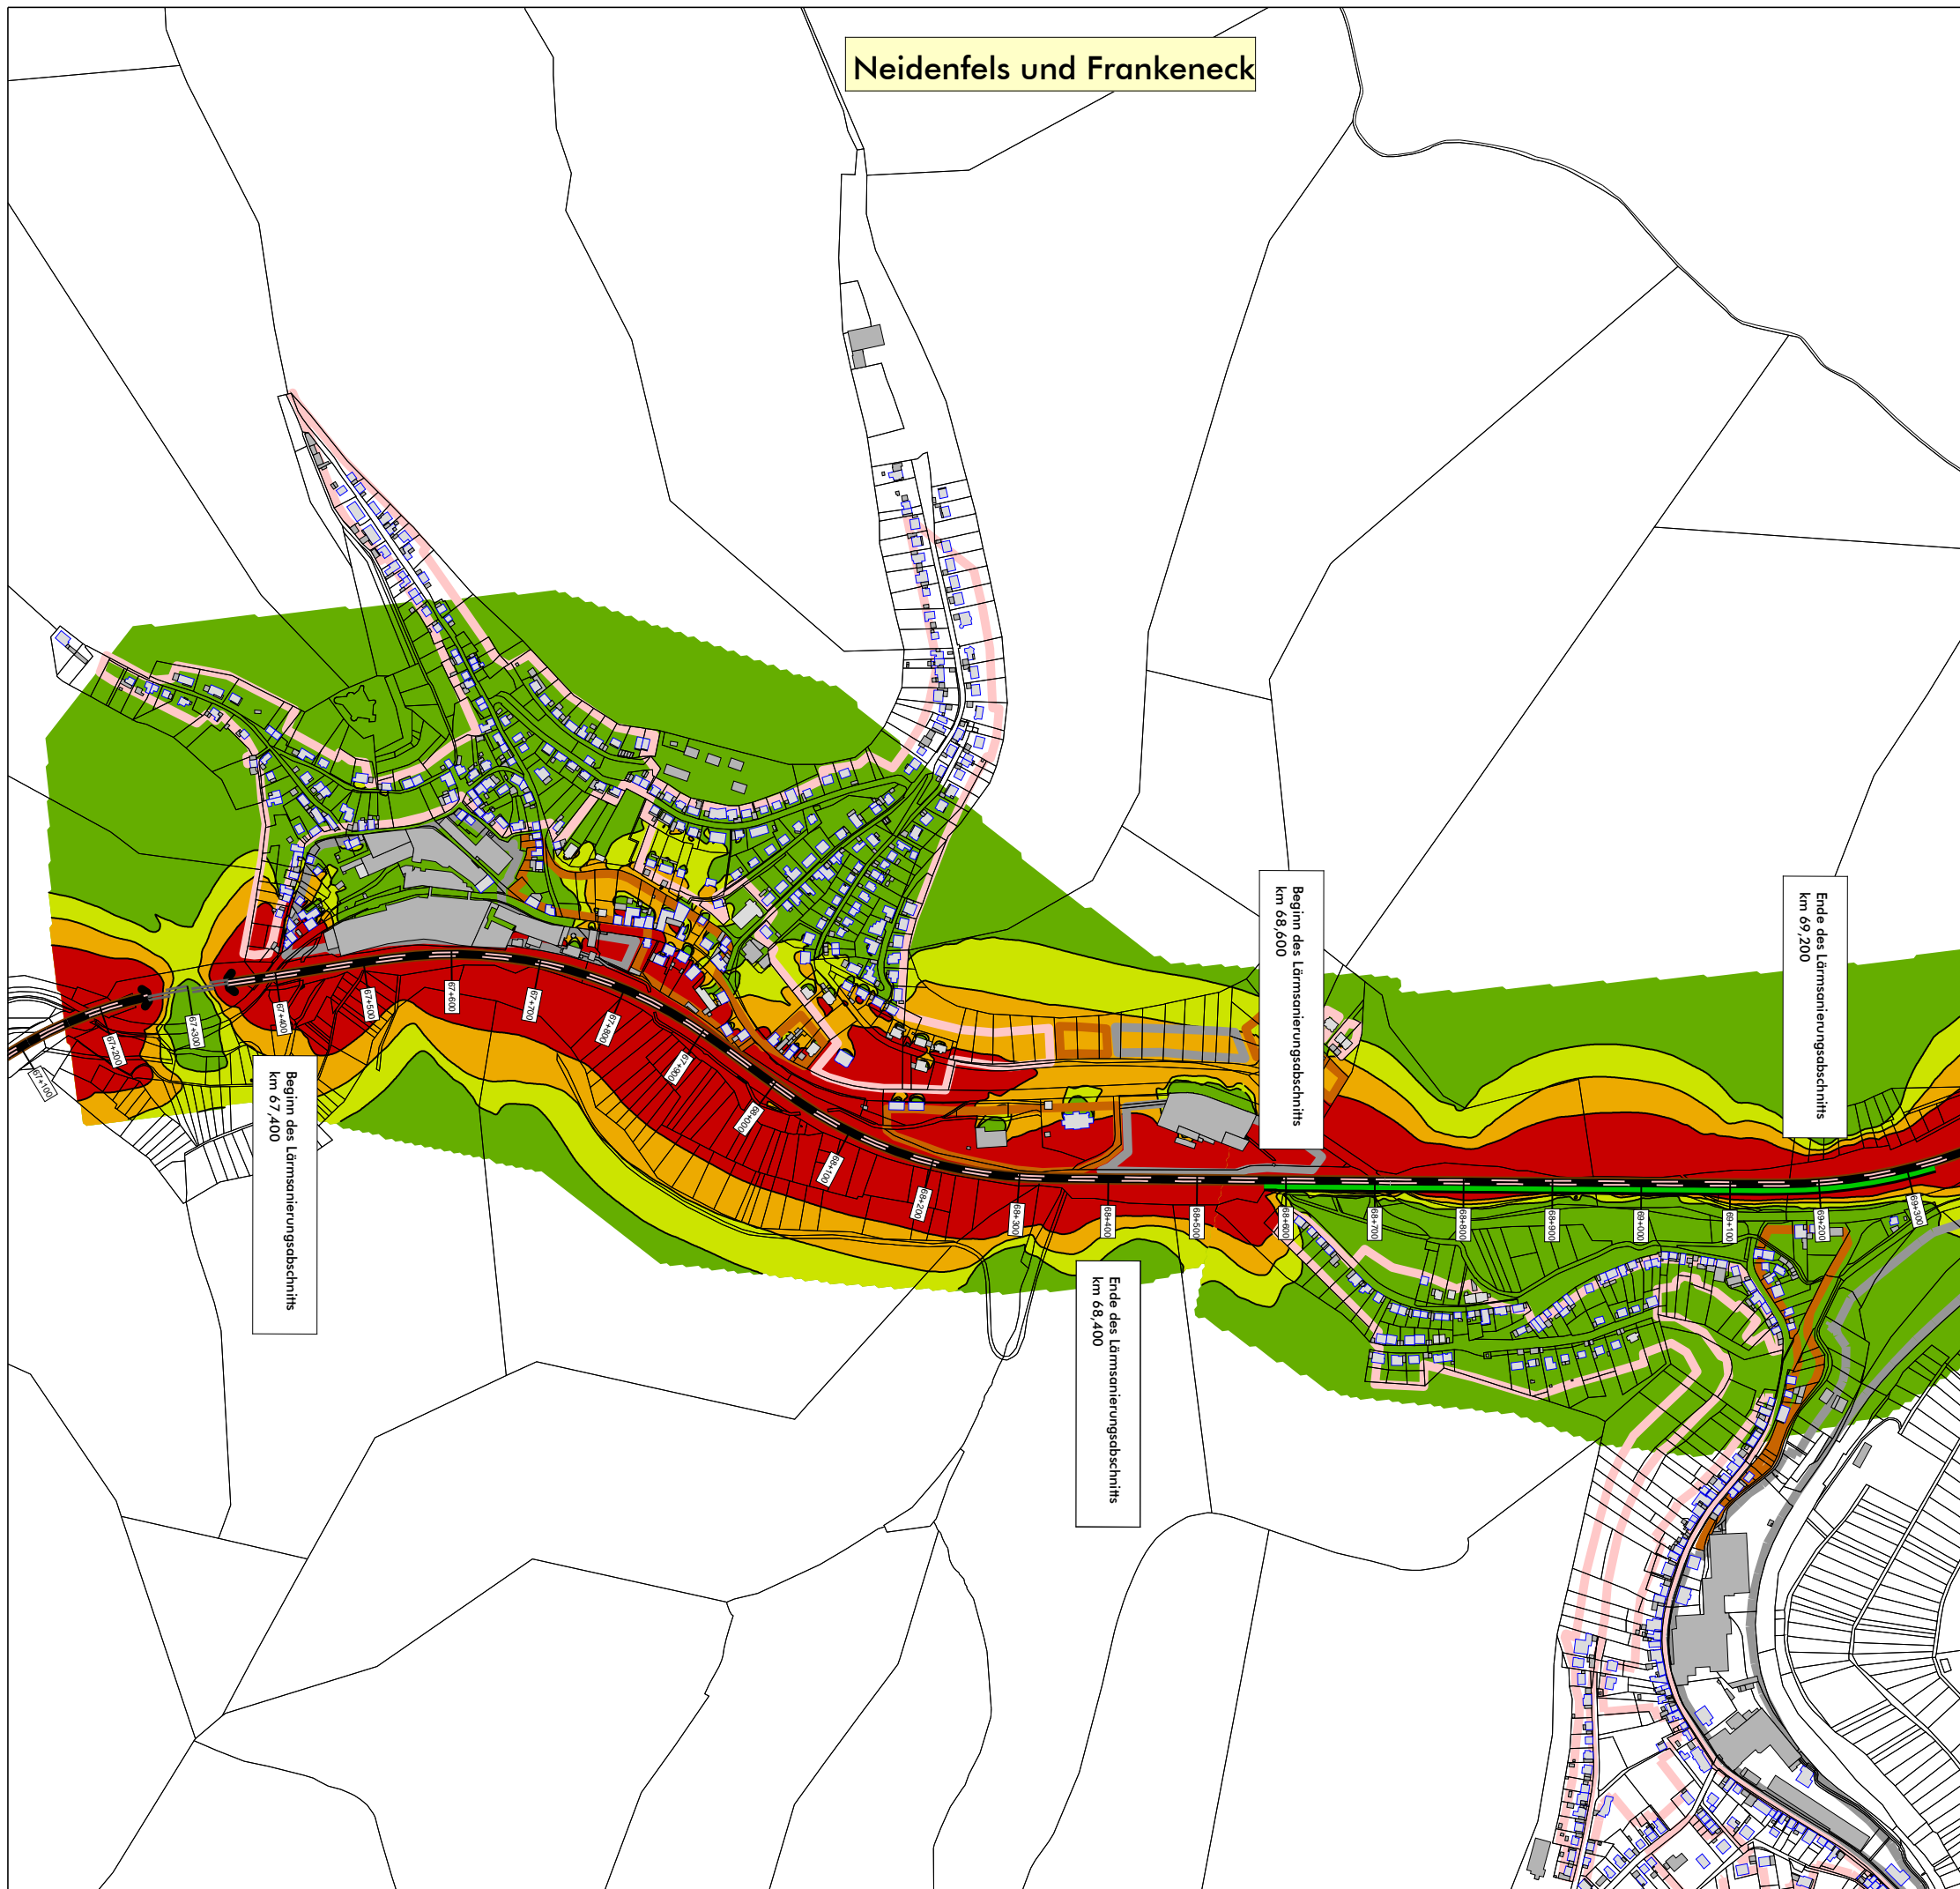 Neidenfels und Frankeneck
Beginn des Lärmsanierungsabschnitts
km 68,600
Ende des Lärmsanierungsabschnitts
km 69,200
Beginn des Lärmsanierungsabschnitts
km 67,400
Ende des Lärmsanierungsabschnitts
km 68,400
67+100
67+200
67+300
67+400
67+500
67+600
67+700
67+800
67+900
68+000
68+100
68+200
68+300
68+400
68+500
68+600
68+700
68+800
68+900
69+000
69+100
69+200
69+300